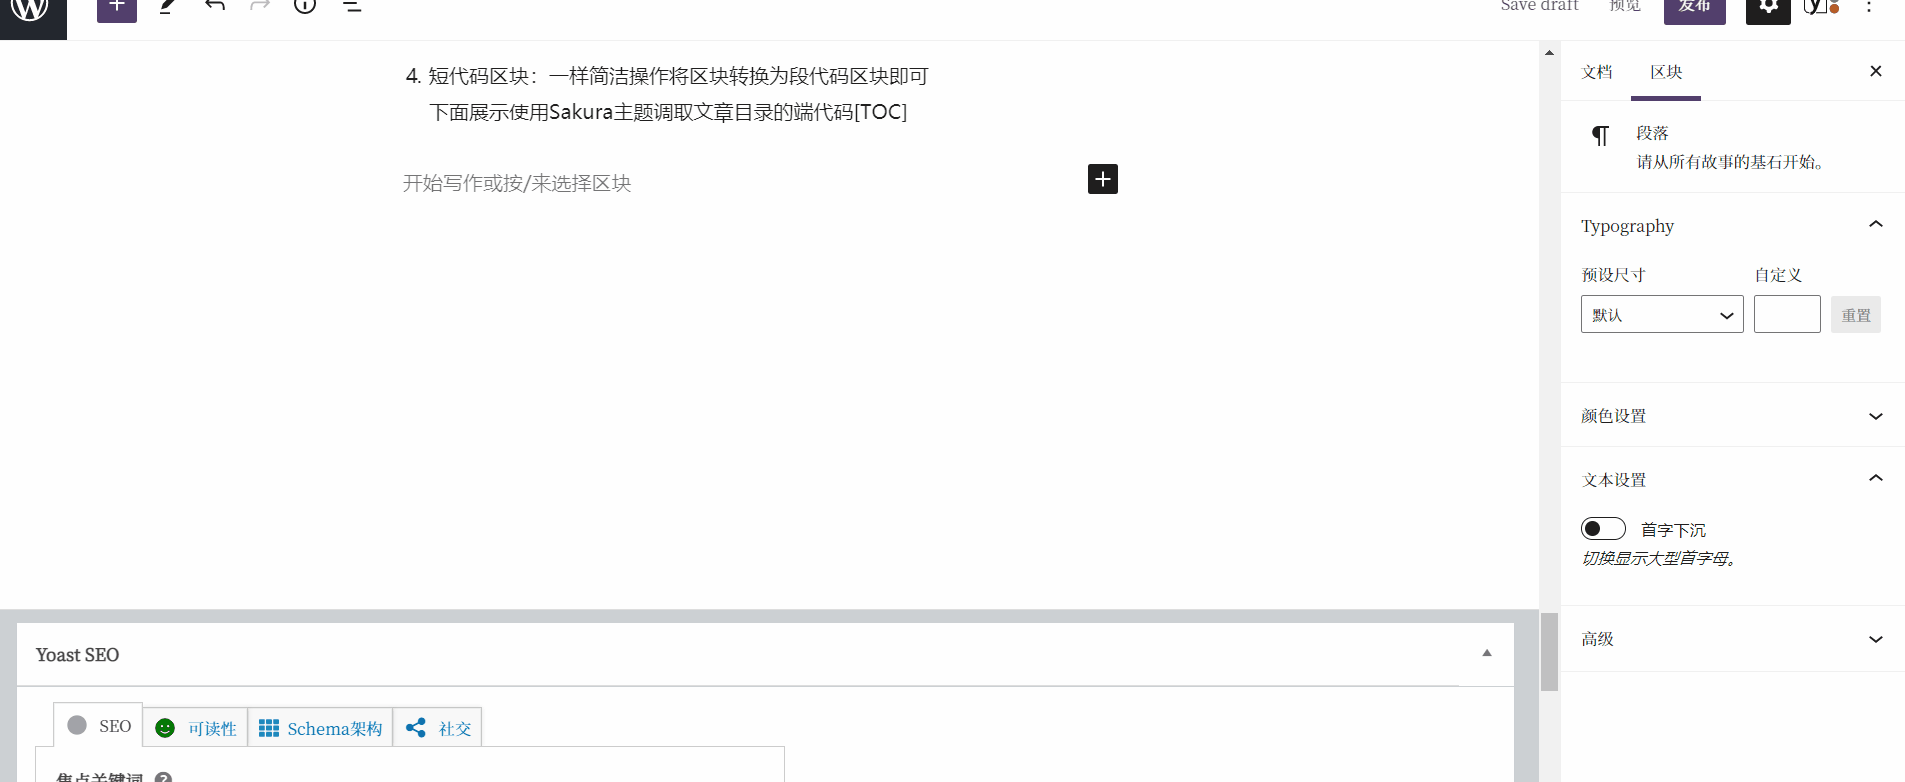 Save draft 预览 发布
4. 短代码区块：一样简洁操作将区块转换为段代码区块即可
下面展示使用Sakura主题调取文章目录的端代码[TOC]
开始写作或按/来选择区块
文档 区块
段落
请从所有故事的基石开始。
Typography
预设尺寸 自定义
默认 重置
颜色设置
文本设置
首字下沉
切换显示大型首字母。
高级
Yoast SEO
SEO 可读性 Schema架构 社交
焦点关键词